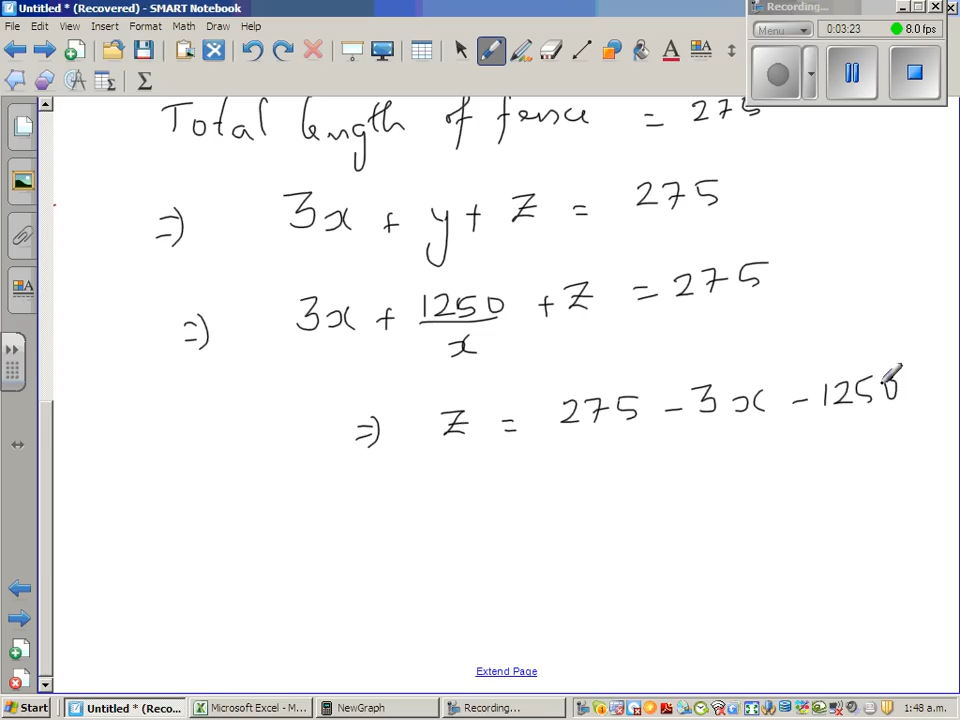 Untitled * (Recovered) - SMART Notebook
Recording...
File Edit View Insert Format Math Draw Help
Menu 0:03:23 8.0 fps
Total length of fence = 275
=) 3x + y + z = 275
=) 3x + 1250/x + z = 275
=) z = 275 - 3x - 1250
Extend Page
Start Untitled * (Reco... Microsoft Excel - M... NewGraph Recording... 1:48 a.m.